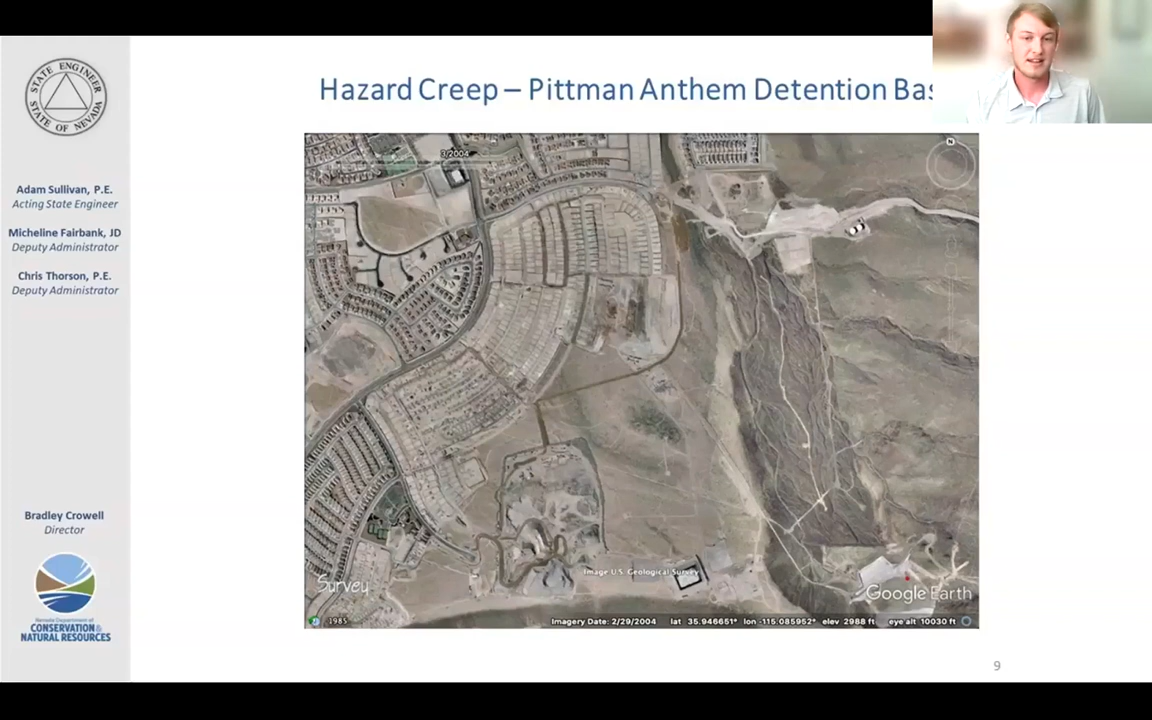 STATE ENGINEER
STATE OF NEVADA
Adam Sullivan, P.E.
Acting State Engineer
Micheline Fairbank, JD
Deputy Administrator
Chris Thorson, P.E.
Deputy Administrator
Bradley Crowell
Director
Nevada Department of
CONSERVATION &
NATURAL RESOURCES
Hazard Creep – Pittman Anthem Detention Bas
3/2004
N
Image U.S. Geological Survey
Survey
Google Earth
1985
Imagery Date: 2/29/2004 lat 35.946651° lon -115.085952° elev 2988 ft eye alt 10030 ft
9